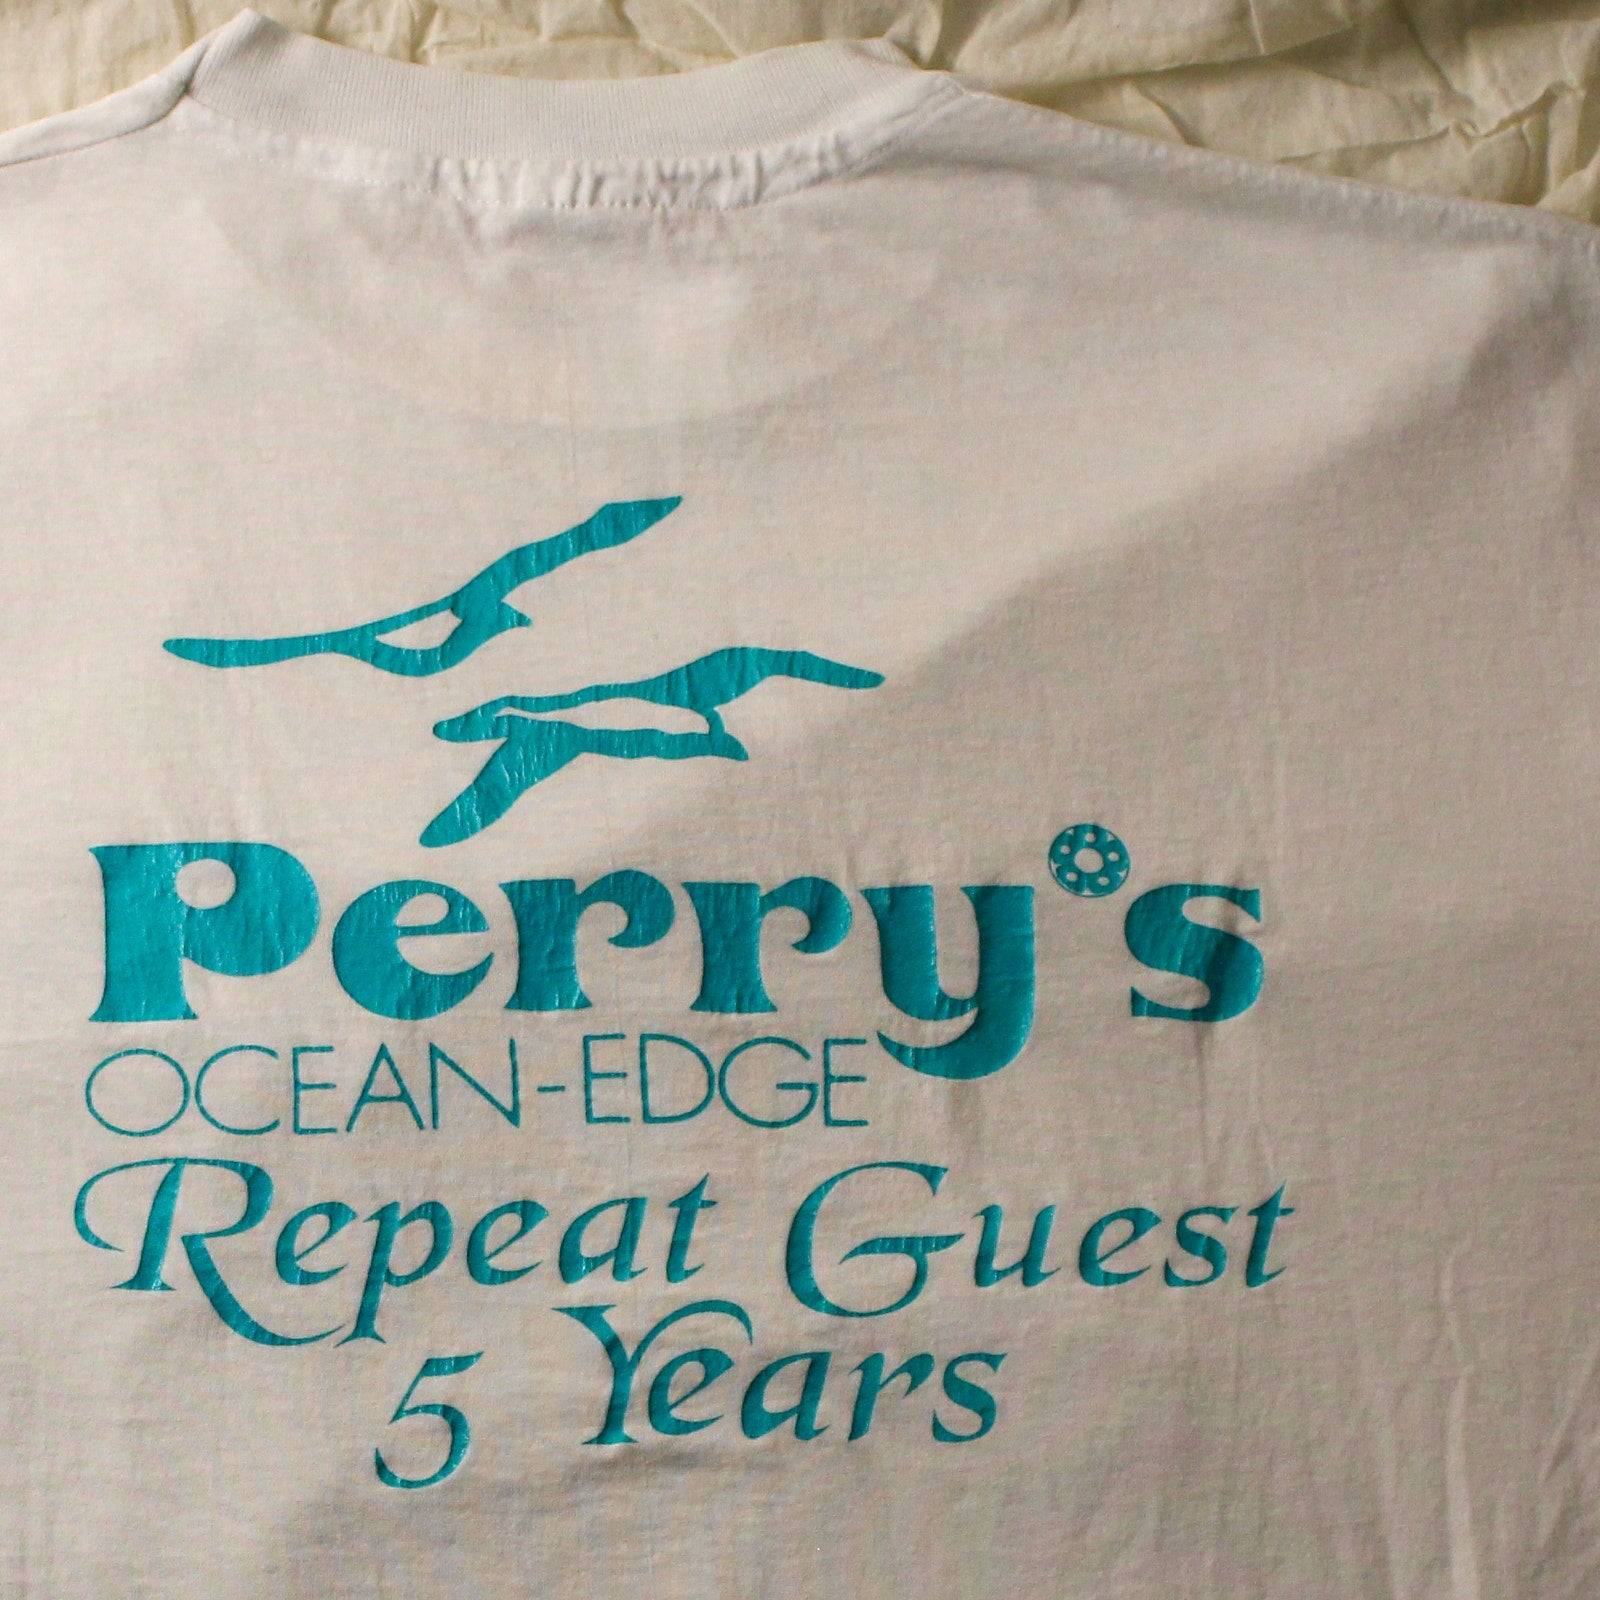 Perry's
OCEAN-EDGE
Repeat Guest
5 Years